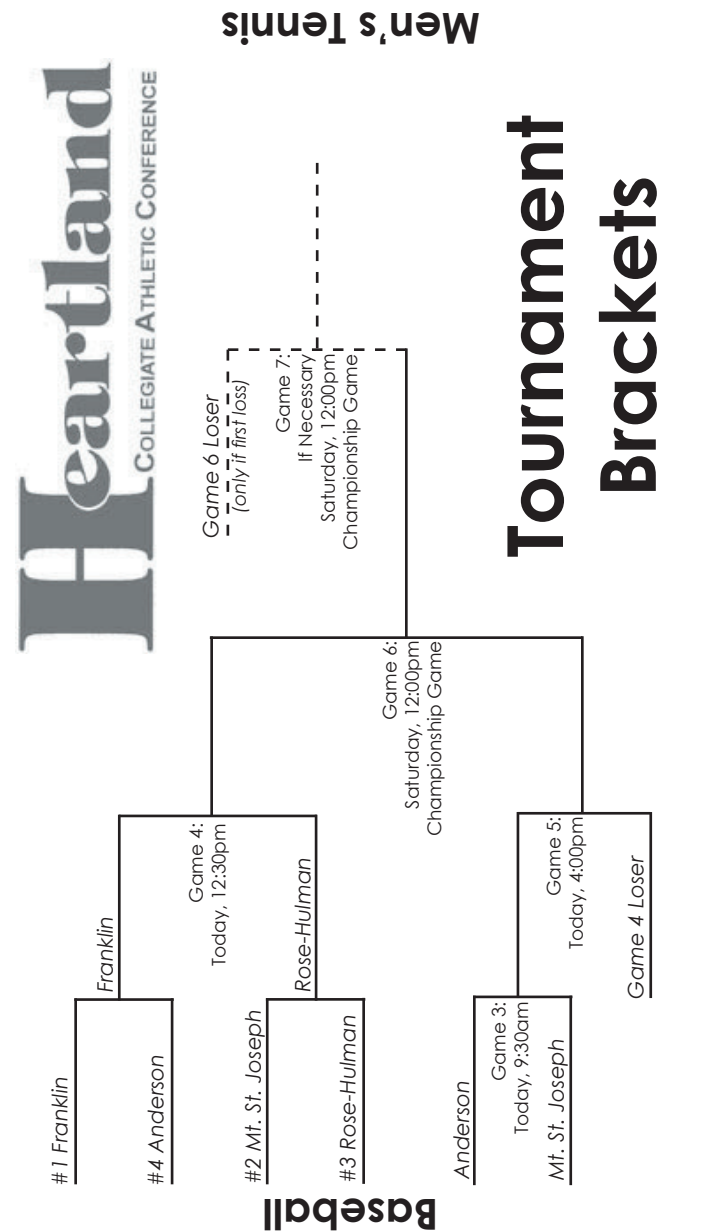 Heartland
COLLEGIATE ATHLETIC CONFERENCE
Men's Tennis
Tournament
Brackets
Baseball
#1 Franklin
#4 Anderson
Franklin
#2 Mt. St. Joseph
#3 Rose-Hulman
Rose-Hulman
Game 4:
Today, 12:30pm
Anderson
Game 3:
Today, 9:30am
Mt. St. Joseph
Game 5:
Today, 4:00pm
Game 4 Loser
Game 6:
Saturday, 12:00pm
Championship Game
Game 6 Loser
(only if first loss)
Game 7:
If Necessary
Saturday, 12:00pm
Championship Game